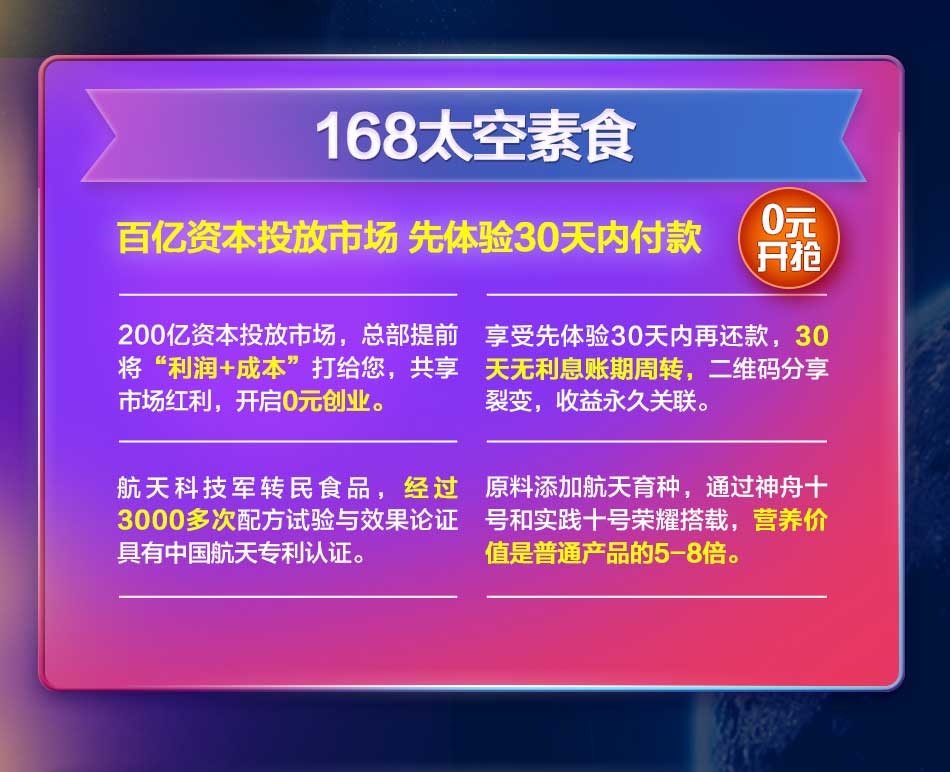 168太空素食
百亿资本投放市场 先体验30天内付款
0元
开抢
200亿资本投放市场，总部提前
将“利润+成本”打给您，共享
市场红利，开启0元创业。
享受先体验30天内再还款，30
天无利息账期周转，二维码分享
裂变，收益永久关联。
航天科技军转民食品，经过
3000多次配方试验与效果论证
具有中国航天专利认证。
原料添加航天育种，通过神舟十
号和实践十号荣耀搭载，营养价
值是普通产品的5-8倍。